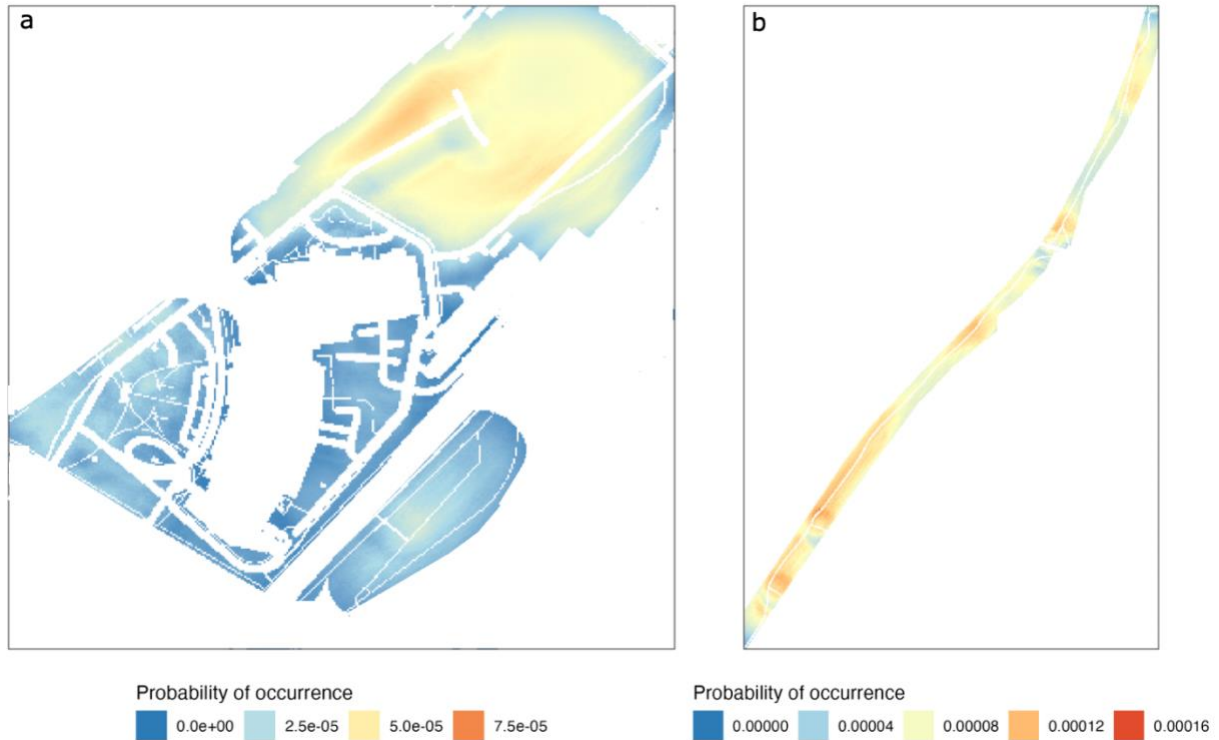 a
b
Probability of occurrence
0.0e+00 2.5e-05 5.0e-05 7.5e-05
Probability of occurrence
0.00000 0.00004 0.00008 0.00012 0.00016